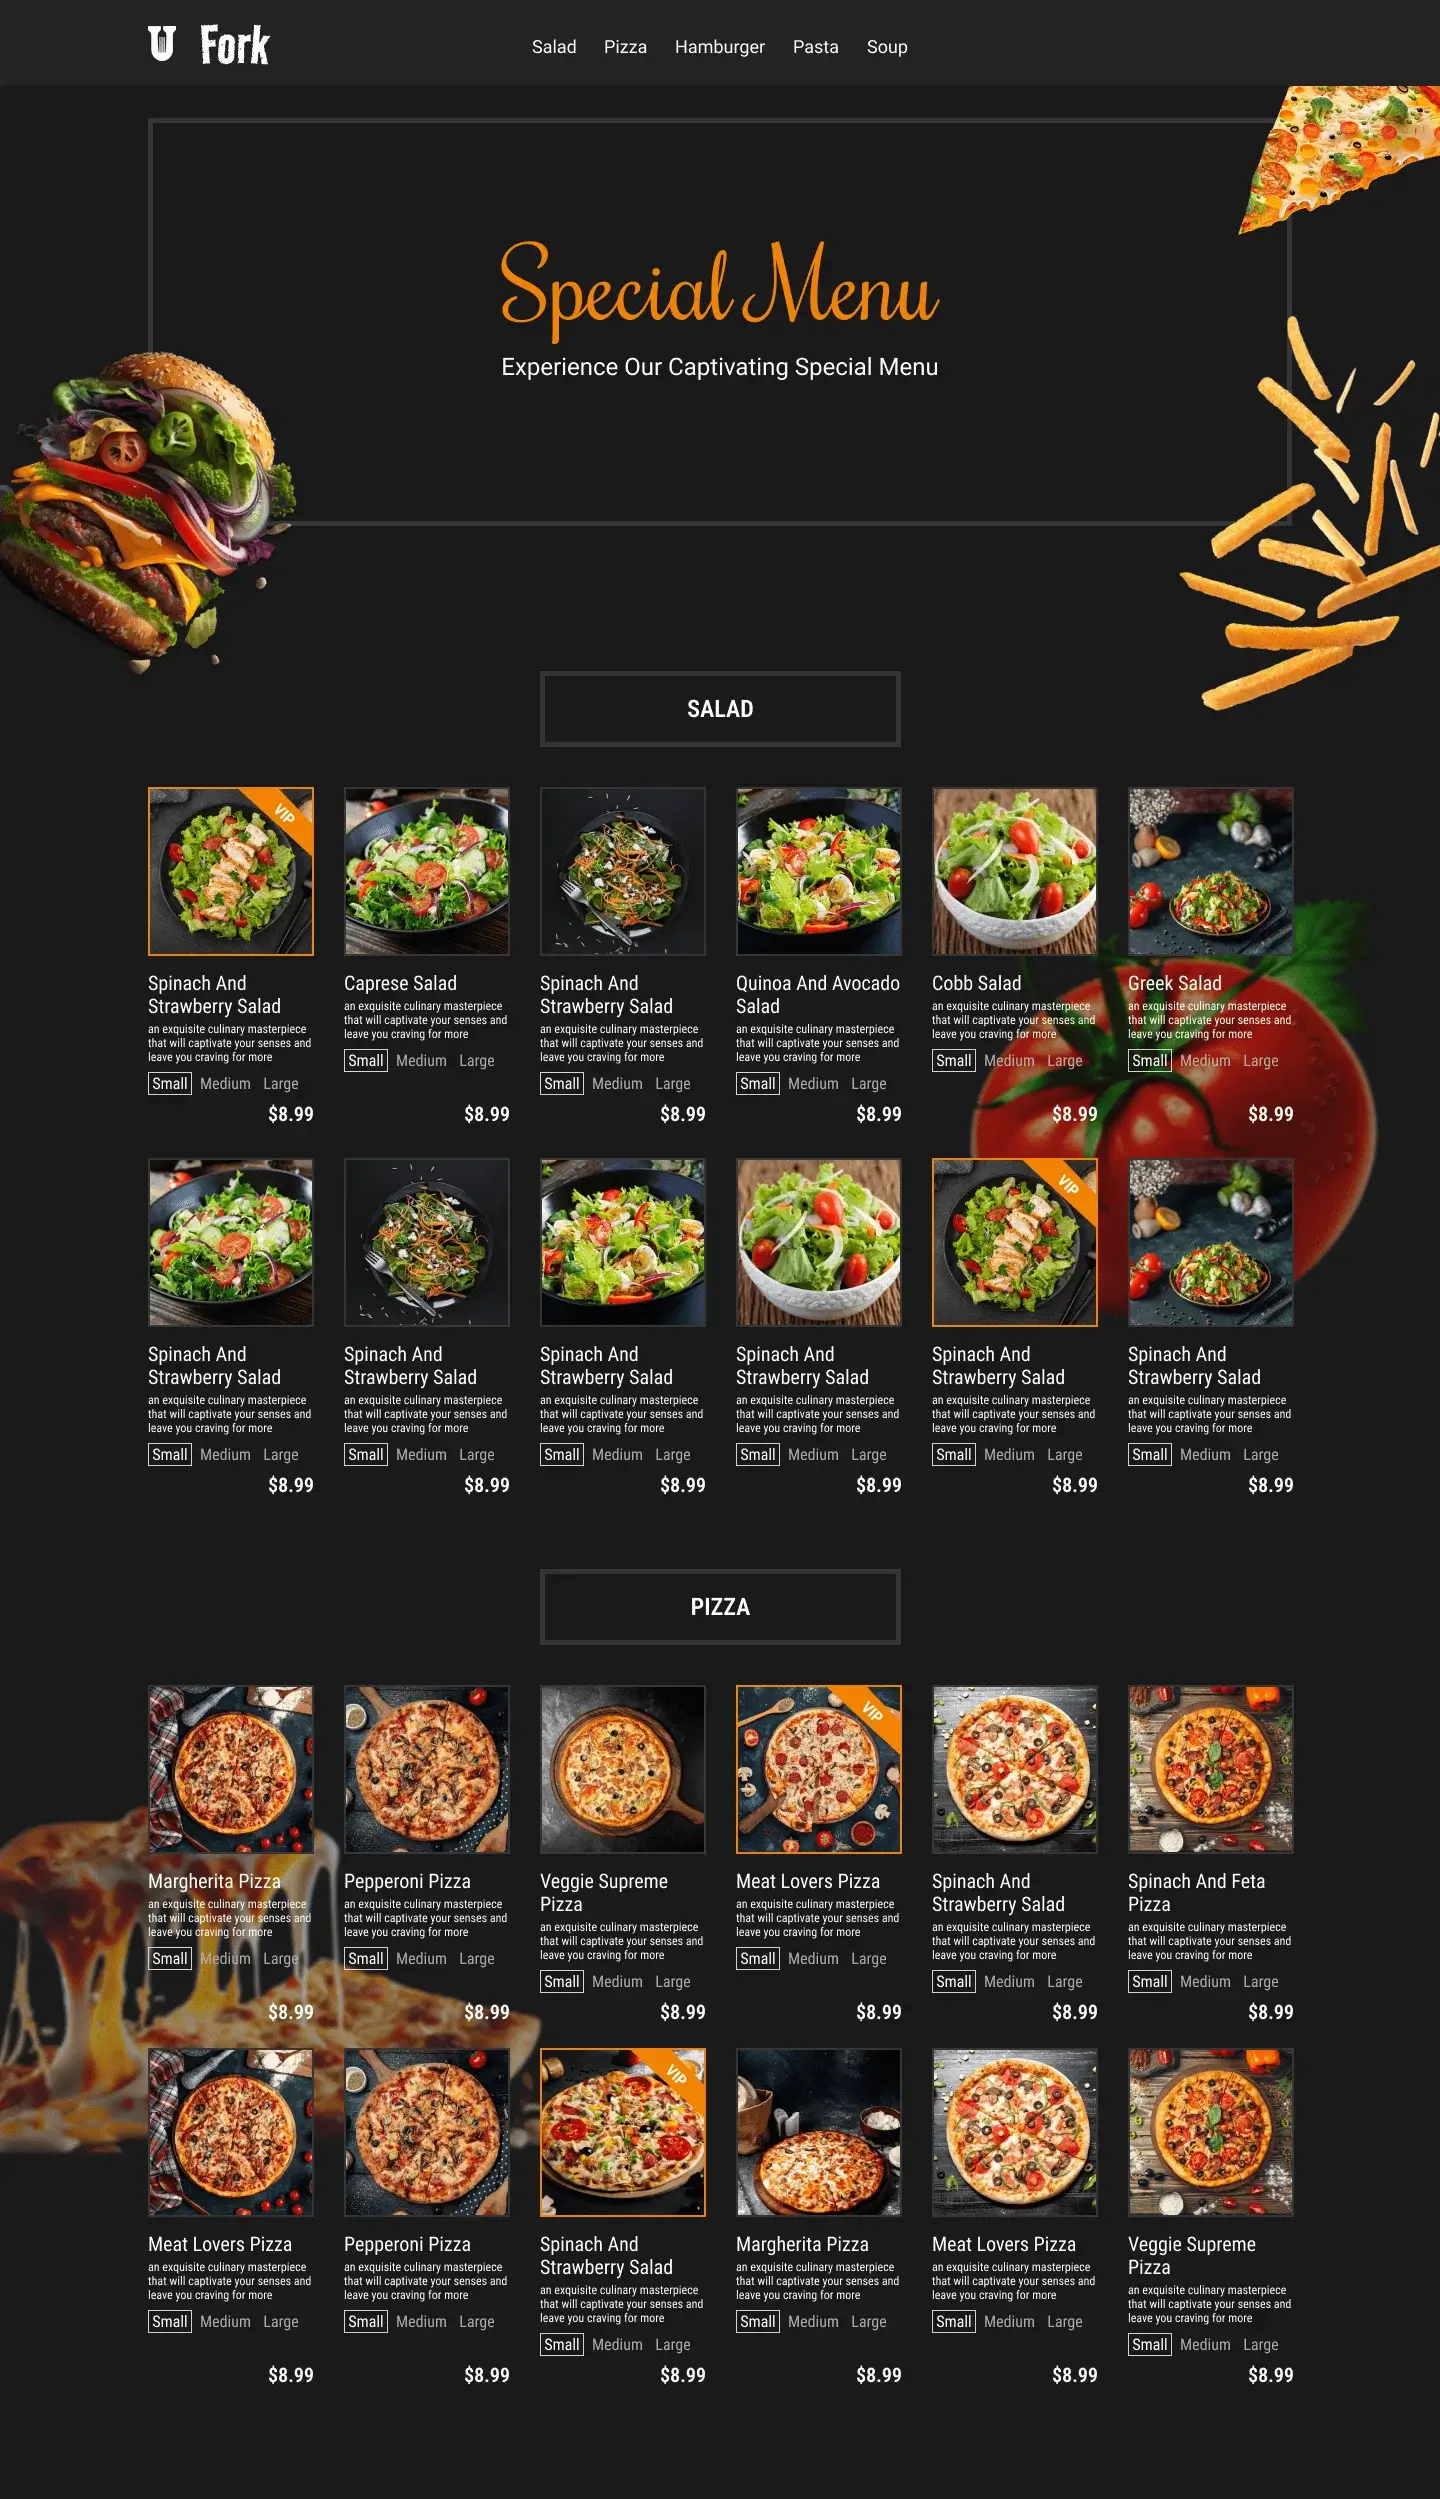 U Fork
Salad Pizza Hamburger Pasta Soup
Special Menu
Experience Our Captivating Special Menu
SALAD
VIP
Spinach And
Strawberry Salad
an exquisite culinary masterpiece
that will captivate your senses and
leave you craving for more
Small Medium Large
$8.99
Caprese Salad
an exquisite culinary masterpiece
that will captivate your senses and
leave you craving for more
Small Medium Large
$8.99
Spinach And
Strawberry Salad
an exquisite culinary masterpiece
that will captivate your senses and
leave you craving for more
Small Medium Large
$8.99
Quinoa And Avocado
Salad
an exquisite culinary masterpiece
that will captivate your senses and
leave you craving for more
Small Medium Large
$8.99
Cobb Salad
an exquisite culinary masterpiece
that will captivate your senses and
leave you craving for more
Small Medium Large
$8.99
Greek Salad
an exquisite culinary masterpiece
that will captivate your senses and
leave you craving for more
Small Medium Large
$8.99
Spinach And
Strawberry Salad
an exquisite culinary masterpiece
that will captivate your senses and
leave you craving for more
Small Medium Large
$8.99
Spinach And
Strawberry Salad
an exquisite culinary masterpiece
that will captivate your senses and
leave you craving for more
Small Medium Large
$8.99
Spinach And
Strawberry Salad
an exquisite culinary masterpiece
that will captivate your senses and
leave you craving for more
Small Medium Large
$8.99
Spinach And
Strawberry Salad
an exquisite culinary masterpiece
that will captivate your senses and
leave you craving for more
Small Medium Large
$8.99
VIP
Spinach And
Strawberry Salad
an exquisite culinary masterpiece
that will captivate your senses and
leave you craving for more
Small Medium Large
$8.99
Spinach And
Strawberry Salad
an exquisite culinary masterpiece
that will captivate your senses and
leave you craving for more
Small Medium Large
$8.99
PIZZA
Margherita Pizza
an exquisite culinary masterpiece
that will captivate your senses and
leave you craving for more
Small Medium Large
$8.99
Pepperoni Pizza
an exquisite culinary masterpiece
that will captivate your senses and
leave you craving for more
Small Medium Large
$8.99
Veggie Supreme
Pizza
an exquisite culinary masterpiece
that will captivate your senses and
leave you craving for more
Small Medium Large
$8.99
VIP
Meat Lovers Pizza
an exquisite culinary masterpiece
that will captivate your senses and
leave you craving for more
Small Medium Large
$8.99
Spinach And
Strawberry Salad
an exquisite culinary masterpiece
that will captivate your senses and
leave you craving for more
Small Medium Large
$8.99
Spinach And Feta
Pizza
an exquisite culinary masterpiece
that will captivate your senses and
leave you craving for more
Small Medium Large
$8.99
Meat Lovers Pizza
an exquisite culinary masterpiece
that will captivate your senses and
leave you craving for more
Small Medium Large
$8.99
Pepperoni Pizza
an exquisite culinary masterpiece
that will captivate your senses and
leave you craving for more
Small Medium Large
$8.99
VIP
Spinach And
Strawberry Salad
an exquisite culinary masterpiece
that will captivate your senses and
leave you craving for more
Small Medium Large
$8.99
Margherita Pizza
an exquisite culinary masterpiece
that will captivate your senses and
leave you craving for more
Small Medium Large
$8.99
Meat Lovers Pizza
an exquisite culinary masterpiece
that will captivate your senses and
leave you craving for more
Small Medium Large
$8.99
Veggie Supreme
Pizza
an exquisite culinary masterpiece
that will captivate your senses and
leave you craving for more
Small Medium Large
$8.99